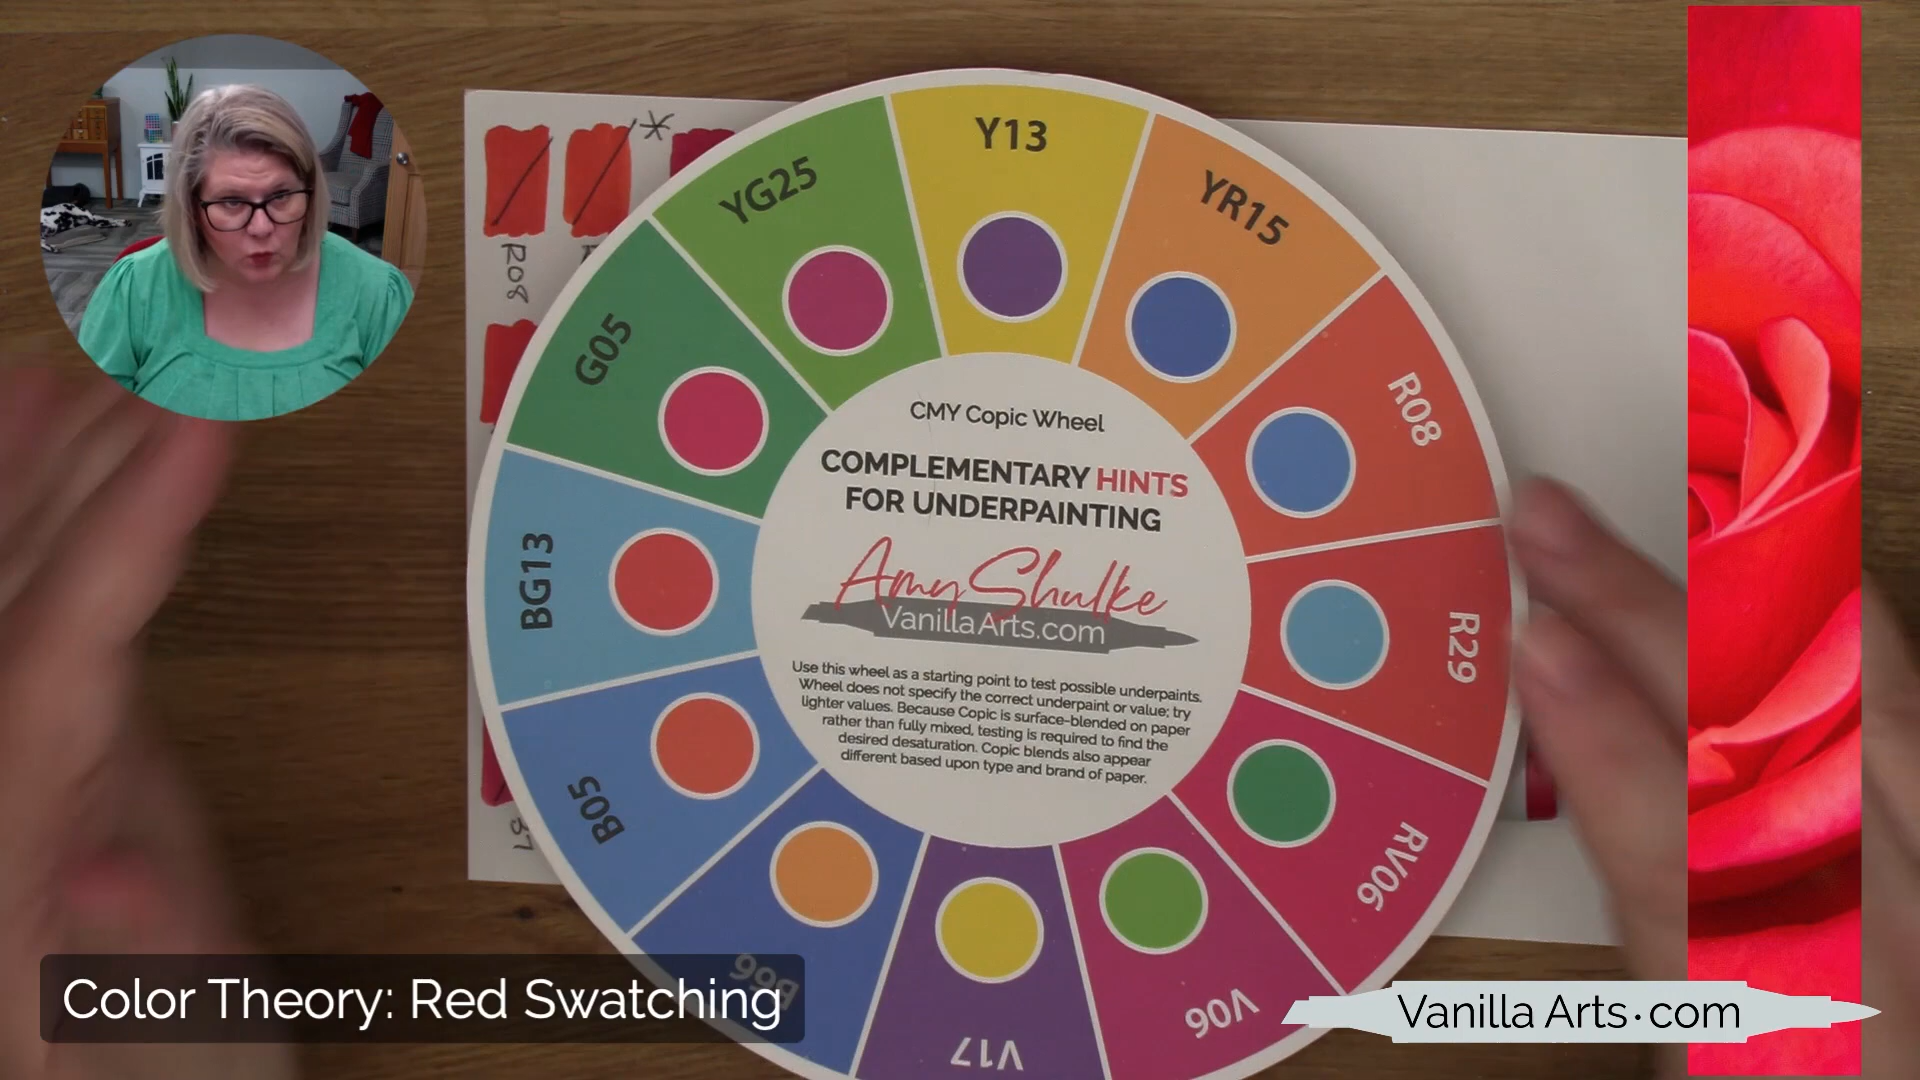 Y13
YR15
R08
R29
RV06
V06
V17
B66
B05
BG13
G05
YG25
CMY Copic Wheel
COMPLEMENTARY HINTS
FOR UNDERPAINTING
Amy Shulke
VanillaArts.com
Use this wheel as a starting point to test possible underpaints.
Wheel does not specify the correct underpaint or value; try
lighter values. Because Copic is surface-blended on paper
rather than fully mixed, testing is required to find the
desired desaturation. Copic blends also appear
different based upon type and brand of paper.
R08
Color Theory: Red Swatching
Vanilla Arts.com